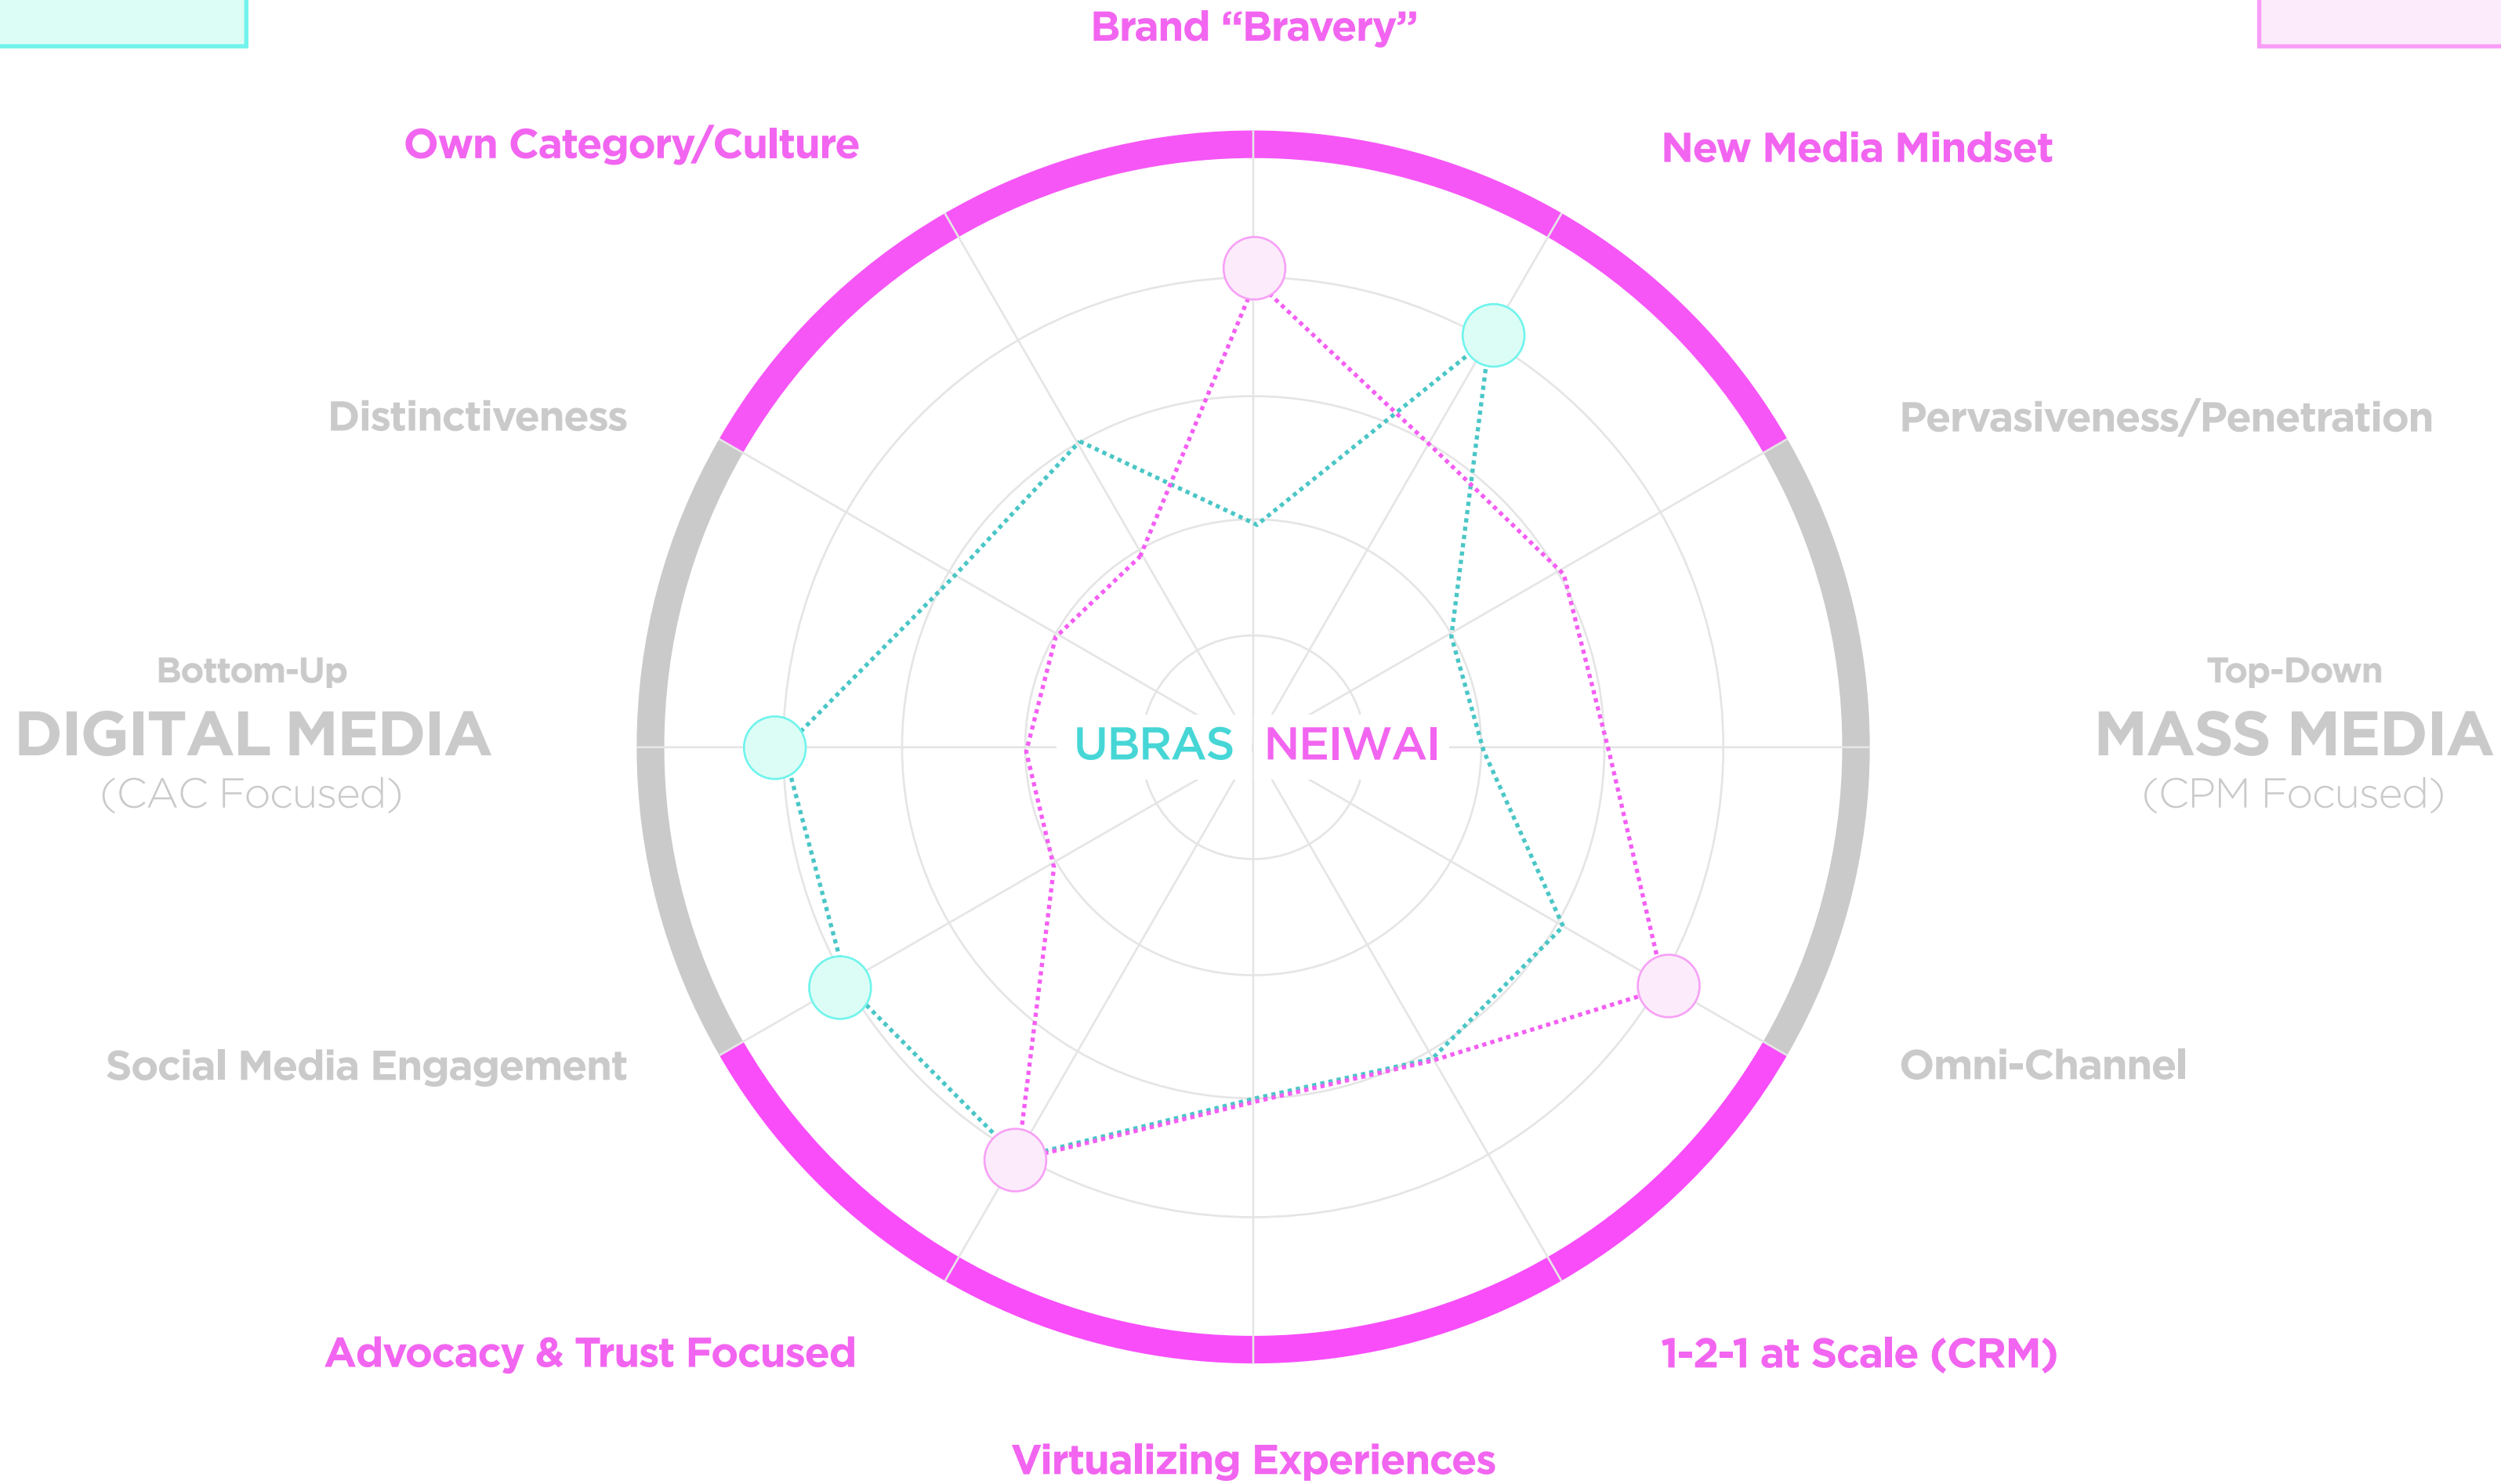 Brand “Bravery”
Own Category/Culture
New Media Mindset
Distinctiveness
Pervasiveness/Penetration
Bottom-Up
DIGITAL MEDIA
(CAC Focused)
UBRAS
NEIWAI
Top-Down
MASS MEDIA
(CPM Focused)
Social Media Engagement
Omni-Channel
Advocacy & Trust Focused
1-2-1 at Scale (CRM)
Virtualizing Experiences